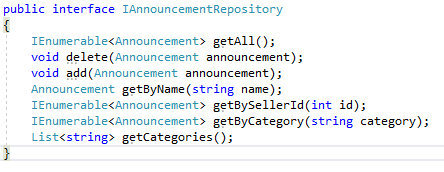 public interface IAnnouncementRepository
{
IEnumerable<Announcement> getAll();
void delete(Announcement announcement);
void add(Announcement announcement);
Announcement getByName(string name);
IEnumerable<Announcement> getBySellerId(int id);
IEnumerable<Announcement> getByCategory(string category);
List<string> getCategories();
}